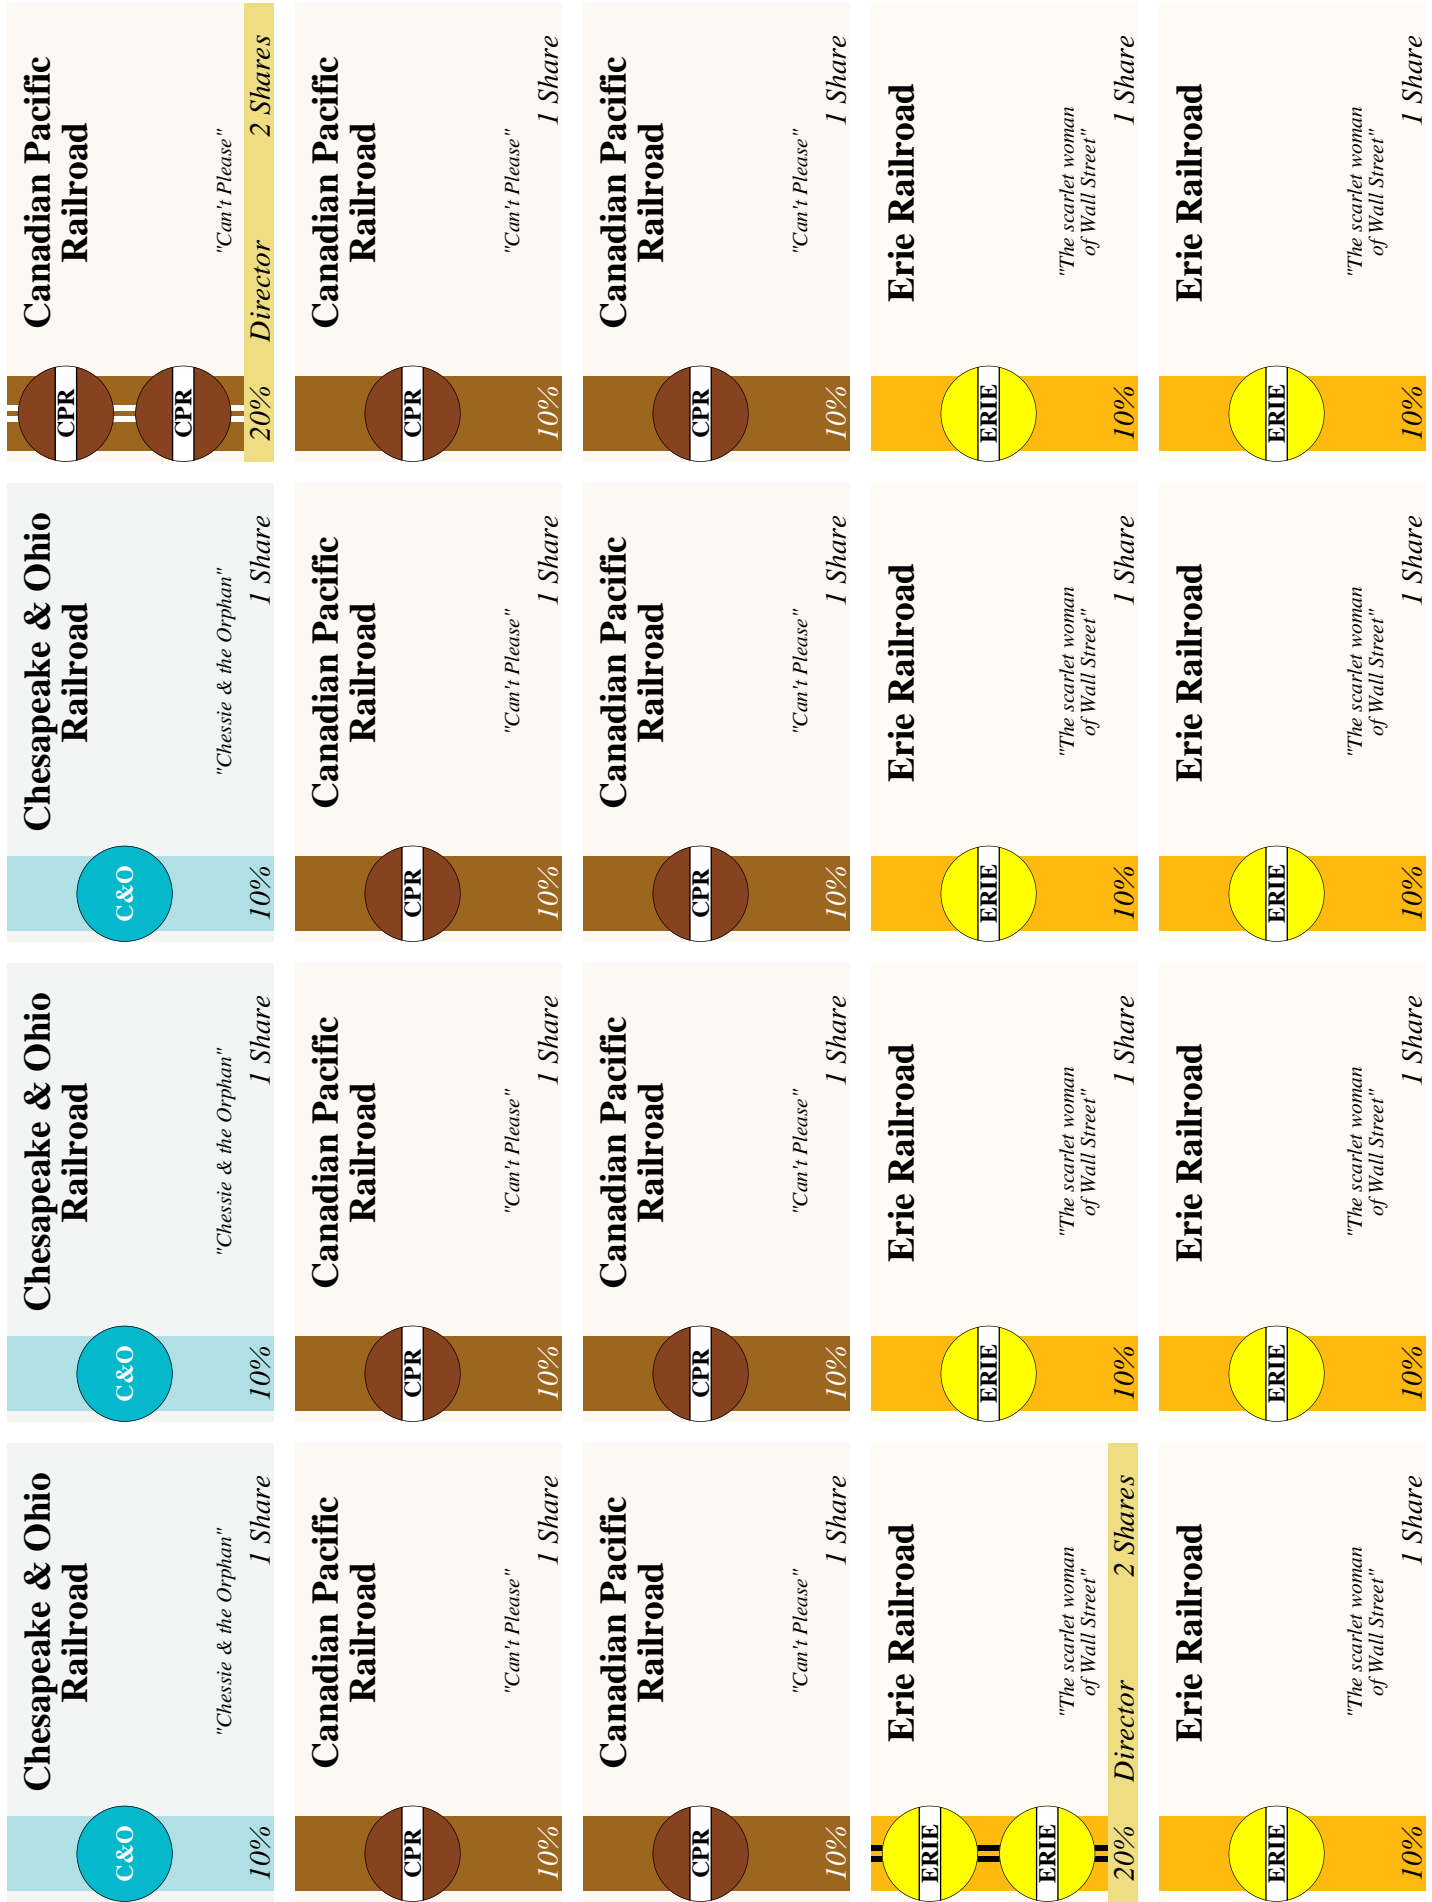 Chesapeake & Ohio
Railroad
C&O
"Chessie & the Orphan"
10% 1 Share
Chesapeake & Ohio
Railroad
C&O
"Chessie & the Orphan"
10% 1 Share
Chesapeake & Ohio
Railroad
C&O
"Chessie & the Orphan"
10% 1 Share
Canadian Pacific
Railroad
CPR
CPR
"Can't Please"
20% Director 2 Shares
Canadian Pacific
Railroad
CPR
"Can't Please"
10% 1 Share
Canadian Pacific
Railroad
CPR
"Can't Please"
10% 1 Share
Canadian Pacific
Railroad
CPR
"Can't Please"
10% 1 Share
Canadian Pacific
Railroad
CPR
"Can't Please"
10% 1 Share
Canadian Pacific
Railroad
CPR
"Can't Please"
10% 1 Share
Canadian Pacific
Railroad
CPR
"Can't Please"
10% 1 Share
Canadian Pacific
Railroad
CPR
"Can't Please"
10% 1 Share
Canadian Pacific
Railroad
CPR
"Can't Please"
10% 1 Share
Erie Railroad
ERIE
ERIE
"The scarlet woman
of Wall Street"
20% Director 2 Shares
Erie Railroad
ERIE
"The scarlet woman
of Wall Street"
10% 1 Share
Erie Railroad
ERIE
"The scarlet woman
of Wall Street"
10% 1 Share
Erie Railroad
ERIE
"The scarlet woman
of Wall Street"
10% 1 Share
Erie Railroad
ERIE
"The scarlet woman
of Wall Street"
10% 1 Share
Erie Railroad
ERIE
"The scarlet woman
of Wall Street"
10% 1 Share
Erie Railroad
ERIE
"The scarlet woman
of Wall Street"
10% 1 Share
Erie Railroad
ERIE
"The scarlet woman
of Wall Street"
10% 1 Share